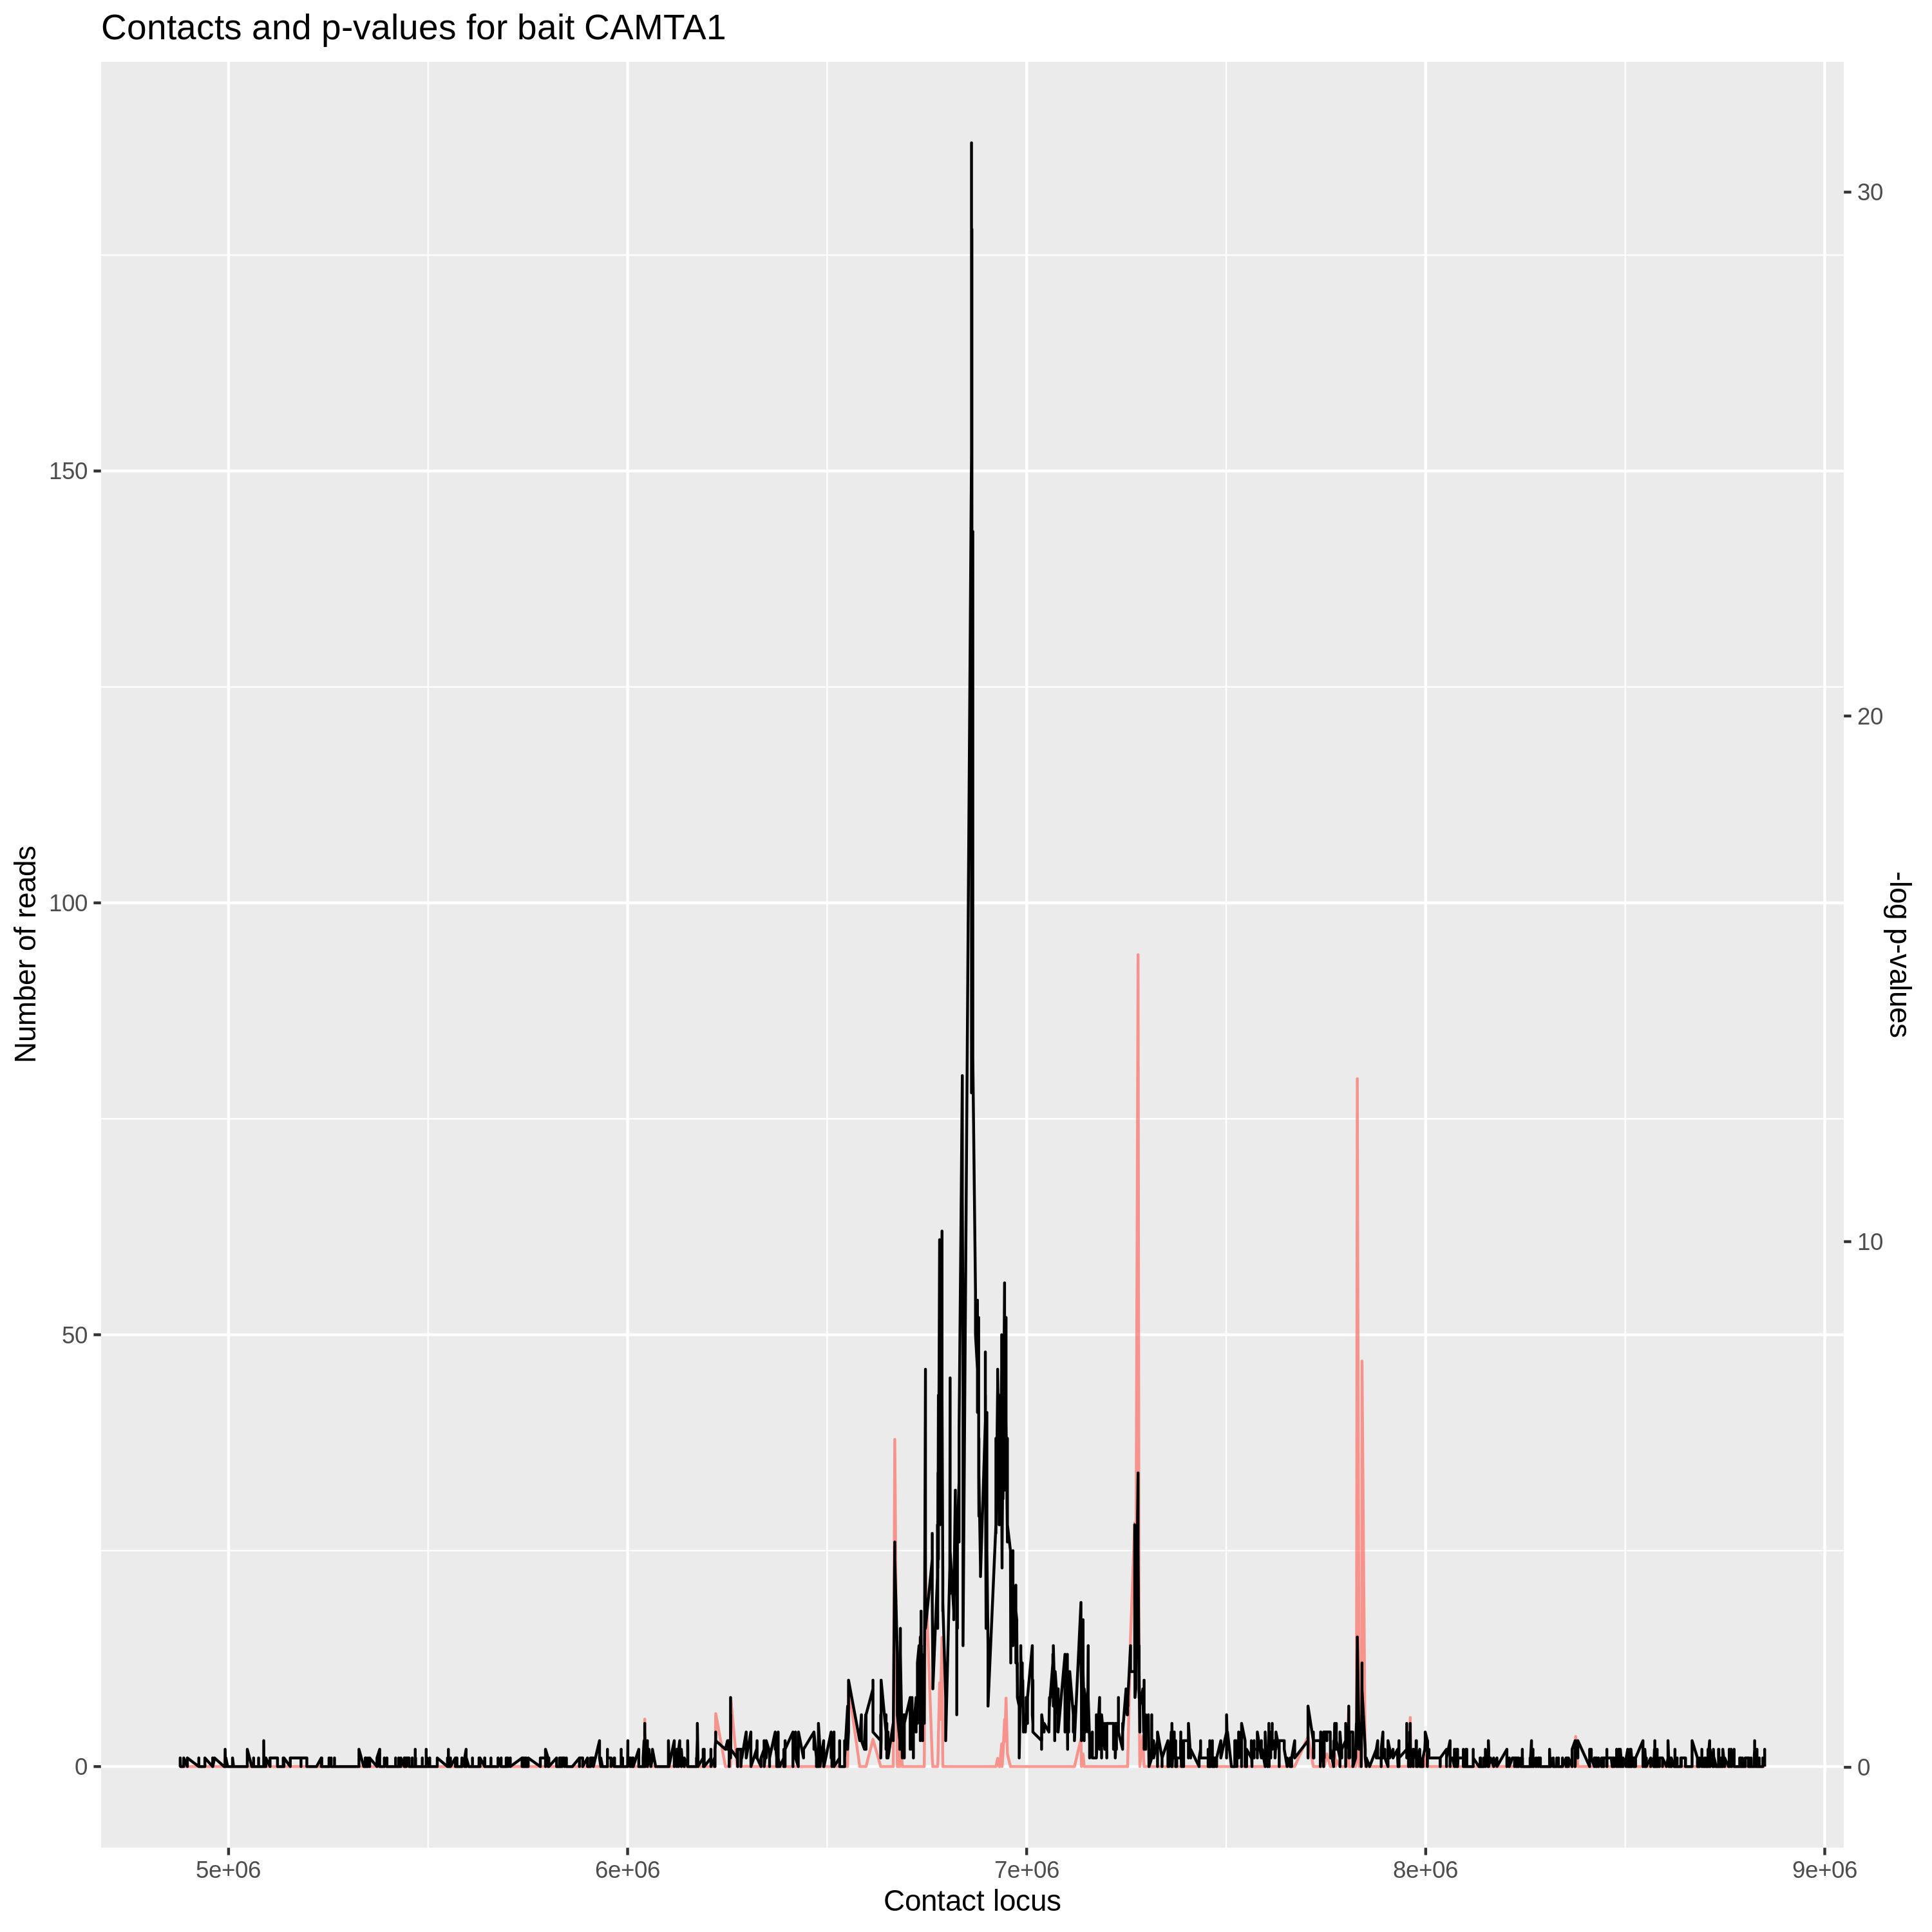 Contacts and p-values for bait CAMTA1
Number of reads
150
100
50
0
30
20
10
0
-log p-values
5e+06
6e+06
7e+06
8e+06
9e+06
Contact locus